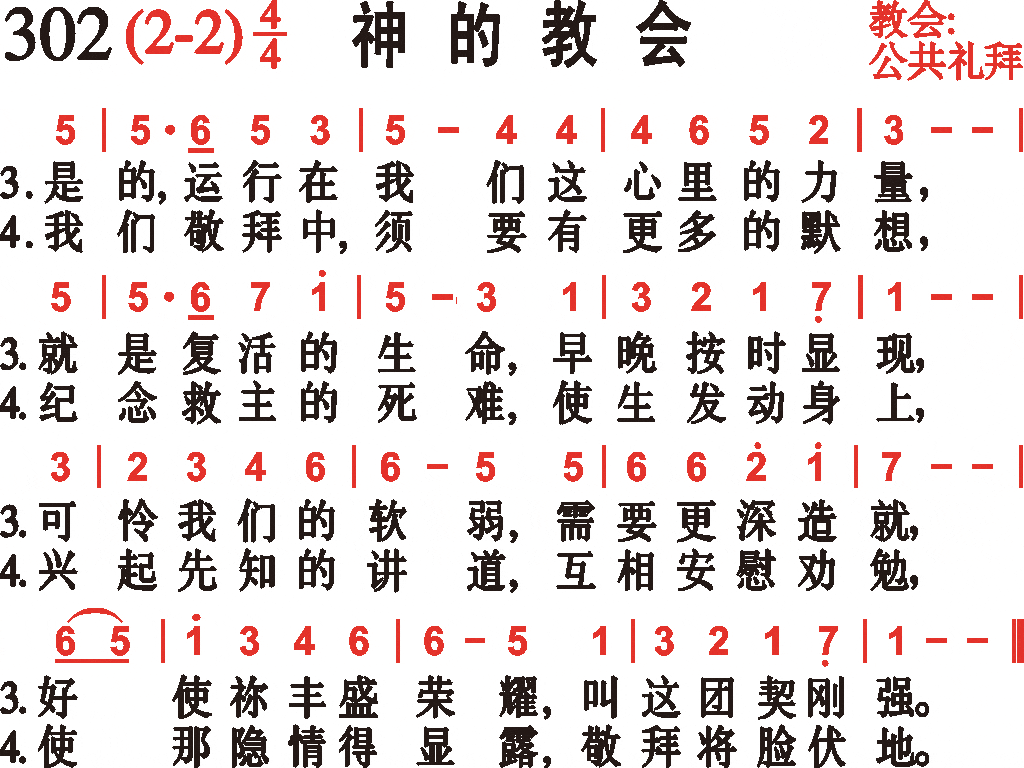 302 (2-2) 4/4 神的教会 教会:
公共礼拜
5 | 5· 6 5 3 | 5 - 4 4 | 4 6 5 2 | 3 - - |
3.是的,运行在我们这心里的力量,
4.我们敬拜中,须要有更多的默想,
5 | 5· 6 7 1̇ | 5 - 3 1 | 3 2 1 7̣ | 1 - - |
3.就是复活的生命,早晚按时显现,
4.纪念救主的死难,使生发动身上,
3 | 2 3 4 6 | 6 - 5 5 | 6 6 2̇ 1̇ | 7 - - |
3.可怜我们的软弱,需要更深造就,
4.兴起先知的讲道,互相安慰劝勉,
6 5 | 1̇ 3 4 6 | 6 - 5 1 | 3 2 1 7̣ | 1 - - ‖
3.好使祢丰盛荣耀,叫这团契刚强。
4.使那隐情得显露,敬拜将脸伏地。